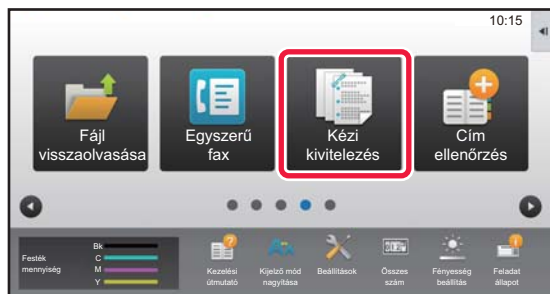 10:15
Fájl
visszaolvasása
Egyszerű
fax
Kézi
kivitelezés
Cím
ellenőrzés
Festék
mennyiség
Bk
C
M
Y
Kezelési
útmutató
Kijelző mód
nagyítása
Beállítások
Összes
szám
Fényesség
beállítás
Feladat
állapot